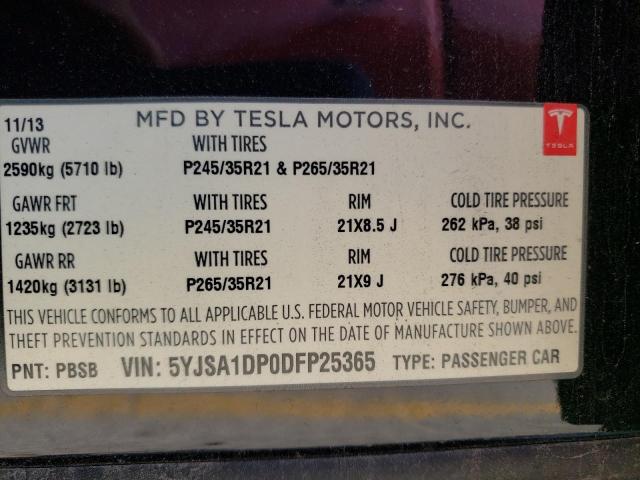 11/13 MFD BY TESLA MOTORS, INC.
TESLA
GVWR WITH TIRES
2590kg (5710 lb) P245/35R21 & P265/35R21
GAWR FRT WITH TIRES RIM COLD TIRE PRESSURE
1235kg (2723 lb) P245/35R21 21X8.5 J 262 kPa, 38 psi
GAWR RR WITH TIRES RIM COLD TIRE PRESSURE
1420kg (3131 lb) P265/35R21 21X9 J 276 kPa, 40 psi
THIS VEHICLE CONFORMS TO ALL APPLICABLE U.S. FEDERAL MOTOR VEHICLE SAFETY, BUMPER, AND
THEFT PREVENTION STANDARDS IN EFFECT ON THE DATE OF MANUFACTURE SHOWN ABOVE.
PNT: PBSB VIN: 5YJSA1DP0DFP25365 TYPE: PASSENGER CAR